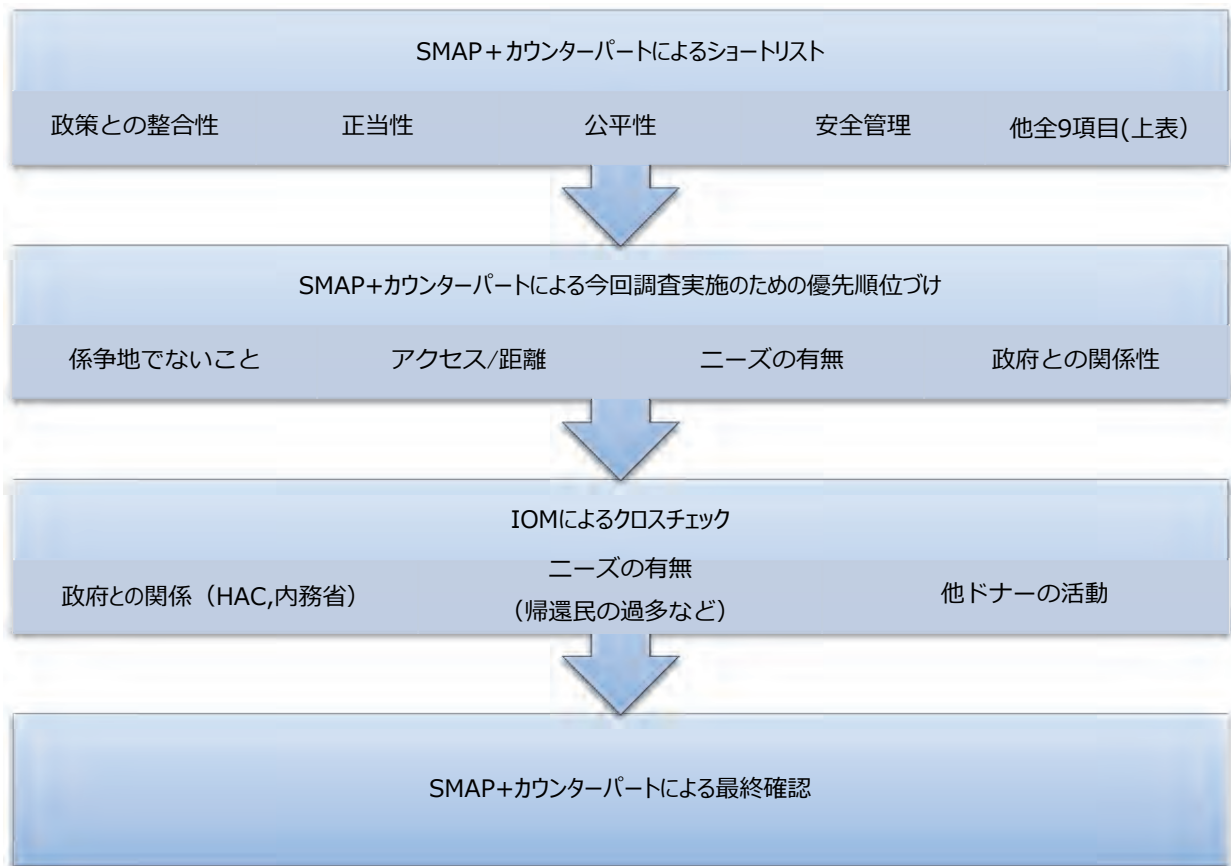 SMAP+カウンターパートによるショートリスト
政策との整合性 正当性 公平性 安全管理 他全9項目(上表）
SMAP+カウンターパートによる今回調査実施のための優先順位づけ
係争地でないこと アクセス/距離 ニーズの有無 政府との関係性
IOMによるクロスチェック
政府との関係（HAC,内務省） ニーズの有無 他ドナーの活動
（帰還民の過多など）
SMAP+カウンターパートによる最終確認